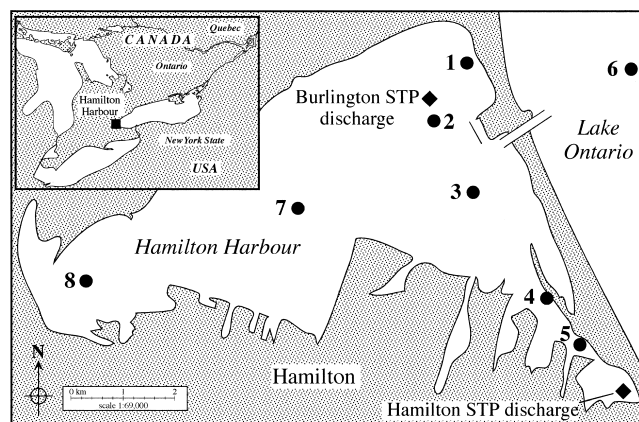 CANADA
Quebec
Ontario
Hamilton
Harbour
New York State
USA
1
6
Burlington STP
discharge
2
Lake
Ontario
3
7
Hamilton Harbour
8
4
5
N
Hamilton
0 km 1 2
scale 1:69,000
Hamilton STP discharge